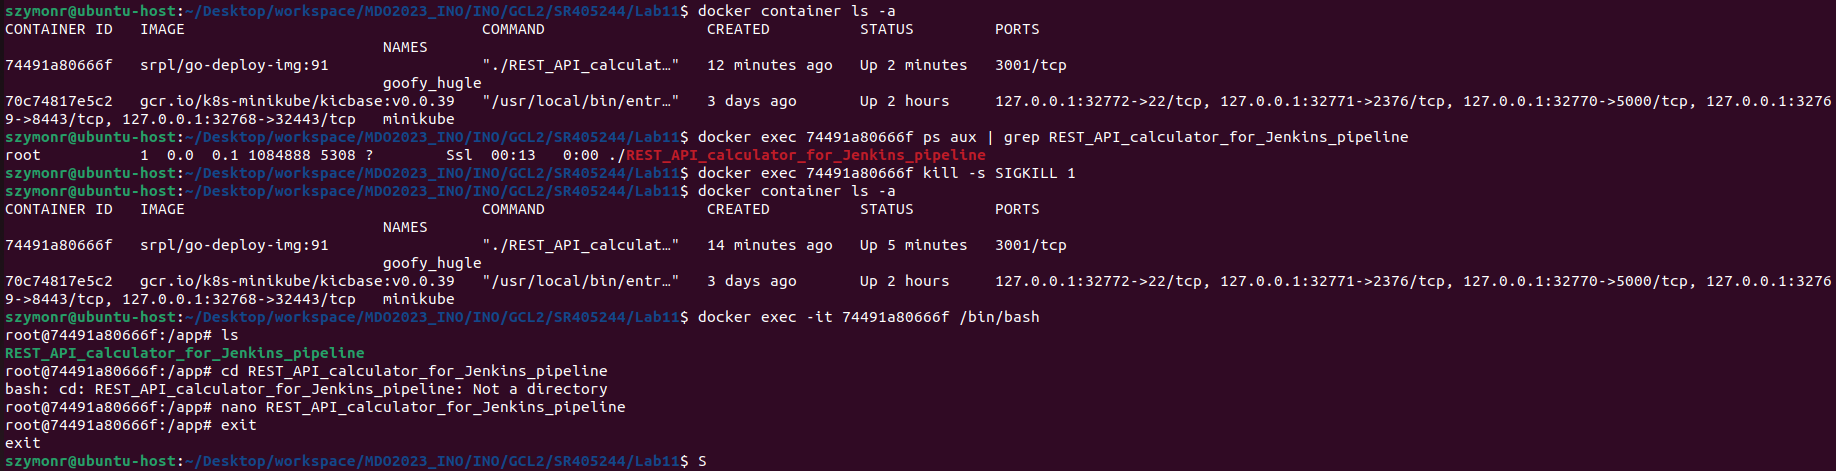 szymonr@ubuntu-host:~/Desktop/workspace/MDO2023_INO/INO/GCL2/SR405244/Lab11$ docker container ls -a
CONTAINER ID   IMAGE                                 COMMAND                  CREATED          STATUS         PORTS
                                          NAMES
74491a80666f   srpl/go-deploy-img:91                 "./REST_API_calculat…"   12 minutes ago   Up 2 minutes   3001/tcp
                                          goofy_hugle
70c74817e5c2   gcr.io/k8s-minikube/kicbase:v0.0.39   "/usr/local/bin/entr…"   3 days ago       Up 2 hours     127.0.0.1:32772->22/tcp, 127.0.0.1:32771->2376/tcp, 127.0.0.1:32770->5000/tcp, 127.0.0.1:3276
9->8443/tcp, 127.0.0.1:32768->32443/tcp   minikube
szymonr@ubuntu-host:~/Desktop/workspace/MDO2023_INO/INO/GCL2/SR405244/Lab11$ docker exec 74491a80666f ps aux | grep REST_API_calculator_for_Jenkins_pipeline
root           1  0.0  0.1 1084888 5308 ?        Ssl  00:13   0:00 ./REST_API_calculator_for_Jenkins_pipeline
szymonr@ubuntu-host:~/Desktop/workspace/MDO2023_INO/INO/GCL2/SR405244/Lab11$ docker exec 74491a80666f kill -s SIGKILL 1
szymonr@ubuntu-host:~/Desktop/workspace/MDO2023_INO/INO/GCL2/SR405244/Lab11$ docker container ls -a
CONTAINER ID   IMAGE                                 COMMAND                  CREATED          STATUS         PORTS
                                          NAMES
74491a80666f   srpl/go-deploy-img:91                 "./REST_API_calculat…"   14 minutes ago   Up 5 minutes   3001/tcp
                                          goofy_hugle
70c74817e5c2   gcr.io/k8s-minikube/kicbase:v0.0.39   "/usr/local/bin/entr…"   3 days ago       Up 2 hours     127.0.0.1:32772->22/tcp, 127.0.0.1:32771->2376/tcp, 127.0.0.1:32770->5000/tcp, 127.0.0.1:3276
9->8443/tcp, 127.0.0.1:32768->32443/tcp   minikube
szymonr@ubuntu-host:~/Desktop/workspace/MDO2023_INO/INO/GCL2/SR405244/Lab11$ docker exec -it 74491a80666f /bin/bash
root@74491a80666f:/app# ls
REST_API_calculator_for_Jenkins_pipeline
root@74491a80666f:/app# cd REST_API_calculator_for_Jenkins_pipeline
bash: cd: REST_API_calculator_for_Jenkins_pipeline: Not a directory
root@74491a80666f:/app# nano REST_API_calculator_for_Jenkins_pipeline
root@74491a80666f:/app# exit
exit
szymonr@ubuntu-host:~/Desktop/workspace/MDO2023_INO/INO/GCL2/SR405244/Lab11$ S